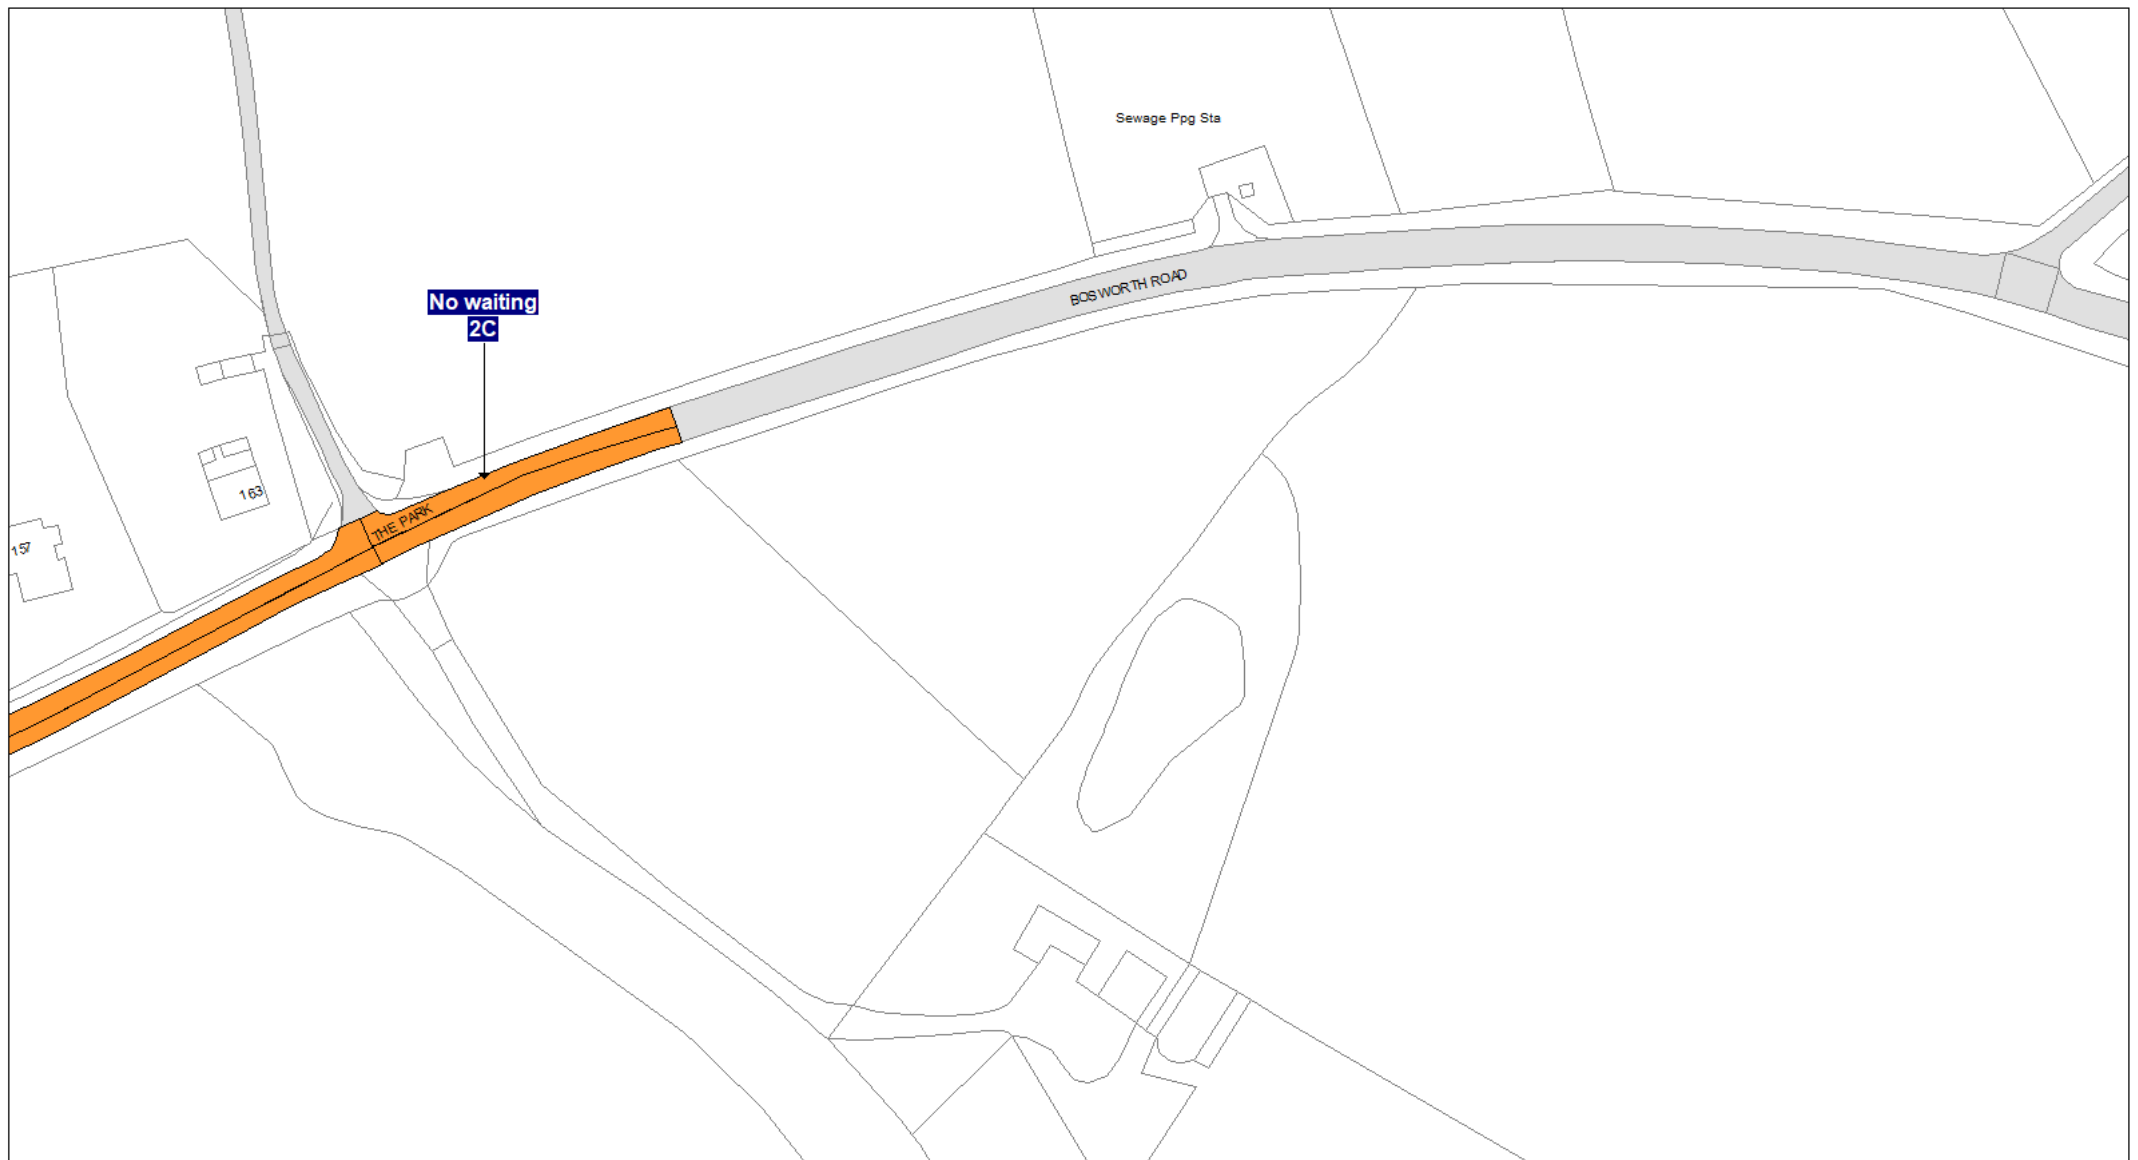 Sewage Ppg Sta
BOSWORTH ROAD
No waiting
2C
163
THE PARK
157